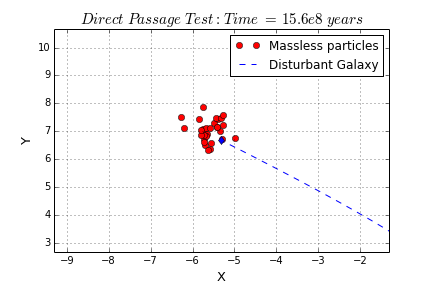 Direct Passage Test : Time = 15.6e8 years
Massless particles
Disturbant Galaxy
Y
10
9
8
7
6
5
4
3
−9 −8 −7 −6 −5 −4 −3 −2
X